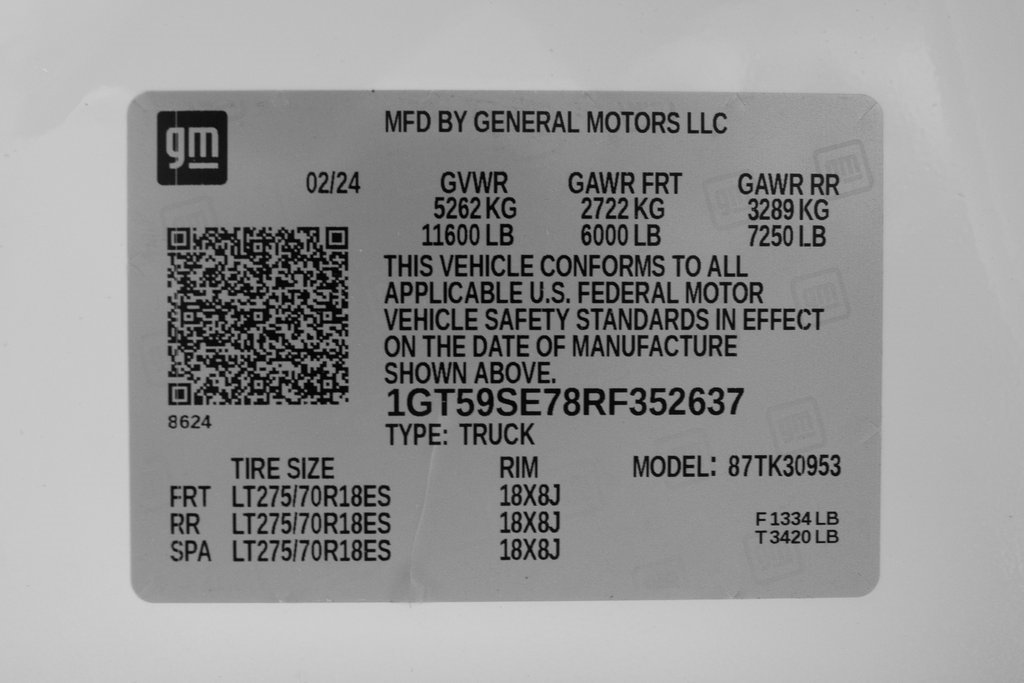 gm
MFD BY GENERAL MOTORS LLC
02/24 GVWR GAWR FRT GAWR RR
5262 KG 2722 KG 3289 KG
11600 LB 6000 LB 7250 LB
THIS VEHICLE CONFORMS TO ALL
APPLICABLE U.S. FEDERAL MOTOR
VEHICLE SAFETY STANDARDS IN EFFECT
ON THE DATE OF MANUFACTURE
SHOWN ABOVE.
1GT59SE78RF352637
8624
TYPE: TRUCK
TIRE SIZE RIM MODEL: 87TK30953
FRT LT275/70R18ES 18X8J
RR LT275/70R18ES 18X8J
SPA LT275/70R18ES 18X8J
F 1334 LB
T 3420 LB